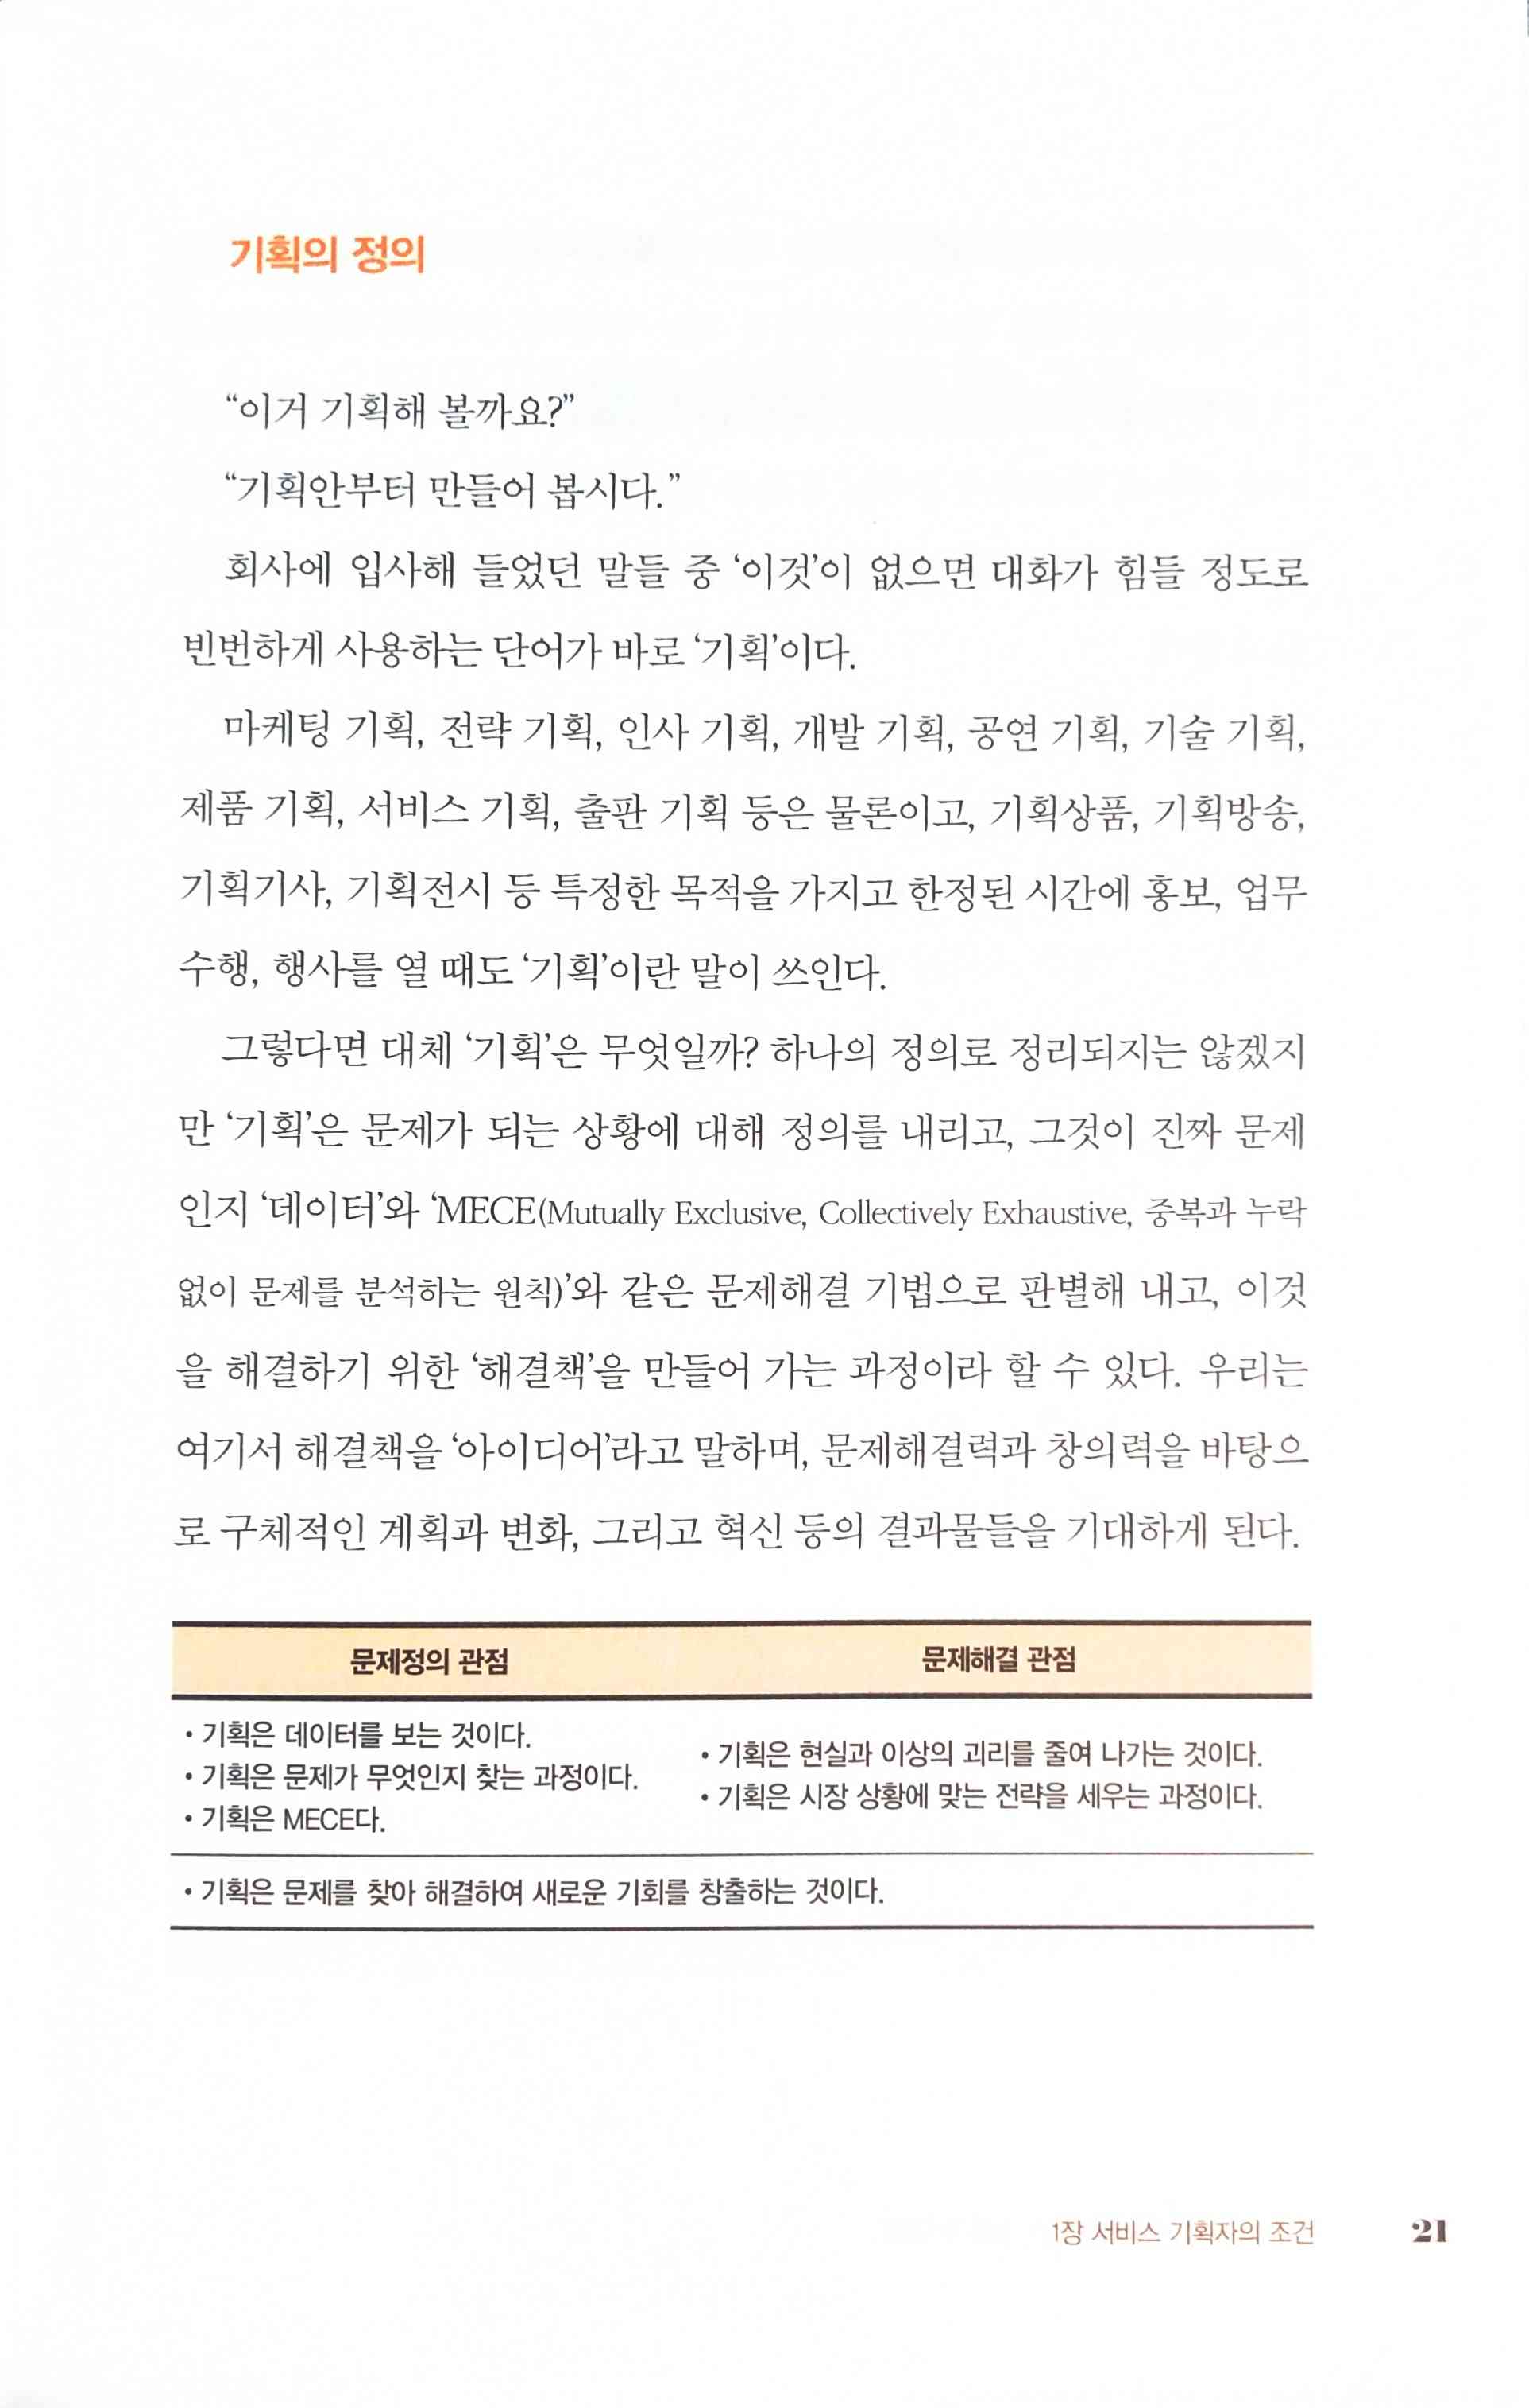 기획의 정의
“이거 기획해 볼까요?”
“기획안부터 만들어 봅시다.”
회사에 입사해 들었던 말들 중 ‘이것’이 없으면 대화가 힘들 정도로
빈번하게 사용하는 단어가 바로 ‘기획’이다.
마케팅 기획, 전략 기획, 인사 기획, 개발 기획, 공연 기획, 기술 기획,
제품 기획, 서비스 기획, 출판 기획 등은 물론이고, 기획상품, 기획방송,
기획기사, 기획전시 등 특정한 목적을 가지고 한정된 시간에 홍보, 업무
수행, 행사를 열 때도 ‘기획’이란 말이 쓰인다.
그렇다면 대체 ‘기획’은 무엇일까? 하나의 정의로 정리되지는 않겠지
만 ‘기획’은 문제가 되는 상황에 대해 정의를 내리고, 그것이 진짜 문제
인지 ‘데이터’와 ‘MECE(Mutually Exclusive, Collectively Exhaustive, 중복과 누락
없이 문제를 분석하는 원칙)’와 같은 문제해결 기법으로 판별해 내고, 이것
을 해결하기 위한 ‘해결책’을 만들어 가는 과정이라 할 수 있다. 우리는
여기서 해결책을 ‘아이디어’라고 말하며, 문제해결력과 창의력을 바탕으
로 구체적인 계획과 변화, 그리고 혁신 등의 결과물들을 기대하게 된다.
문제정의 관점
문제해결 관점
• 기획은 데이터를 보는 것이다.
• 기획은 문제가 무엇인지 찾는 과정이다.
• 기획은 MECE다.
• 기획은 현실과 이상의 괴리를 줄여 나가는 것이다.
• 기획은 시장 상황에 맞는 전략을 세우는 과정이다.
• 기획은 문제를 찾아 해결하여 새로운 기회를 창출하는 것이다.
1장 서비스 기획자의 조건 21